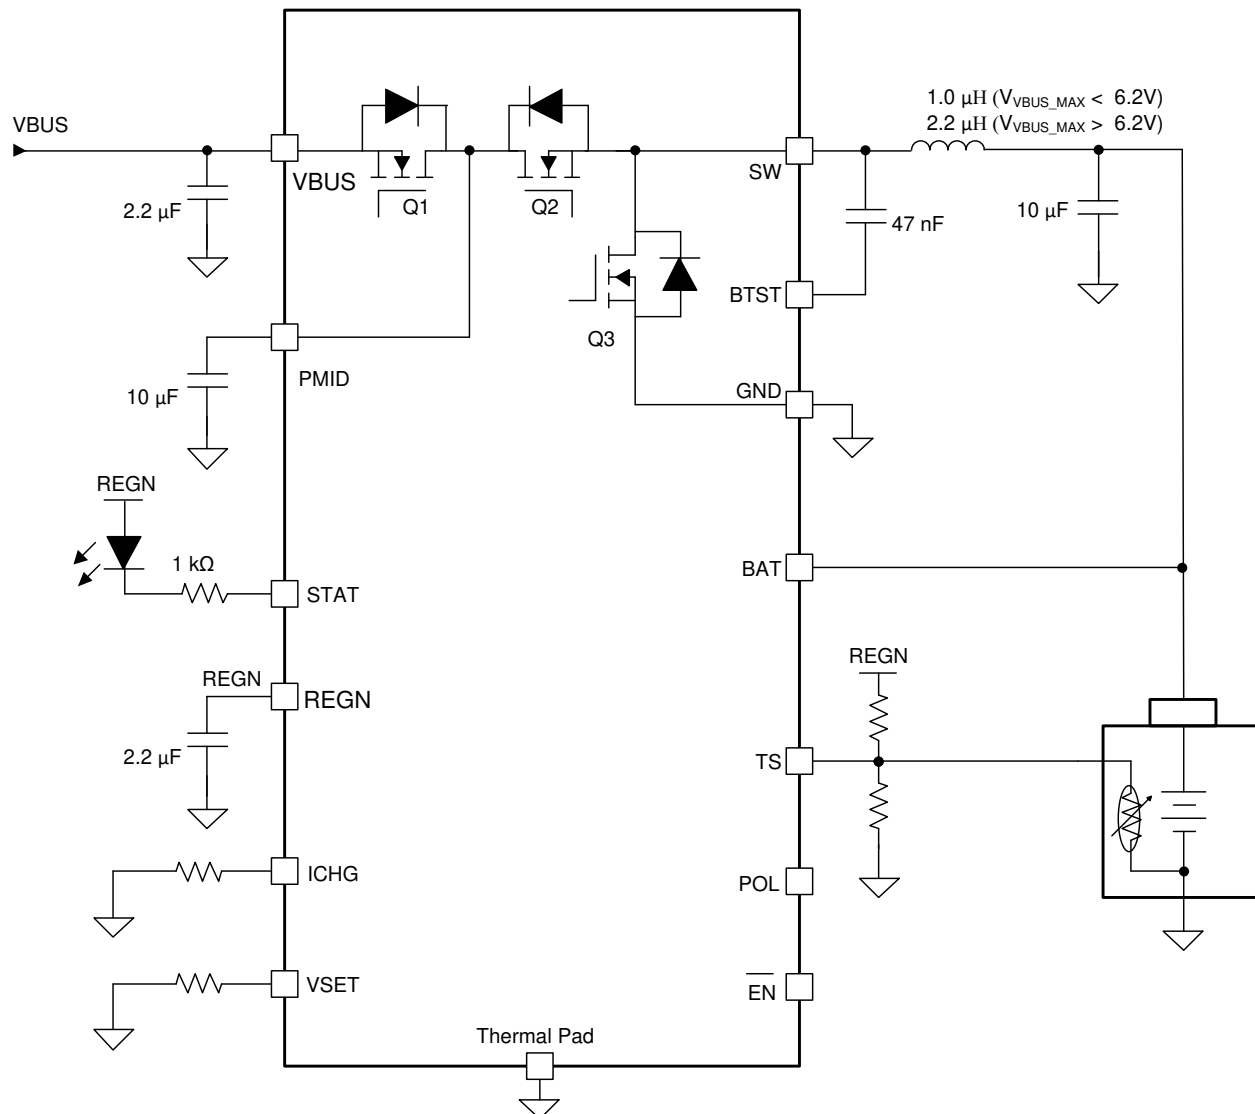 1.0 µH (VVBUS_MAX < 6.2V)
2.2 µH (VVBUS_MAX > 6.2V)
VBUS
VBUS
Q1
Q2
SW
2.2 µF
47 nF
10 µF
BTST
Q3
PMID
10 µF
GND
REGN
1 kΩ
STAT
BAT
REGN
REGN
REGN
2.2 µF
TS
ICHG
POL
VSET
EN
Thermal Pad